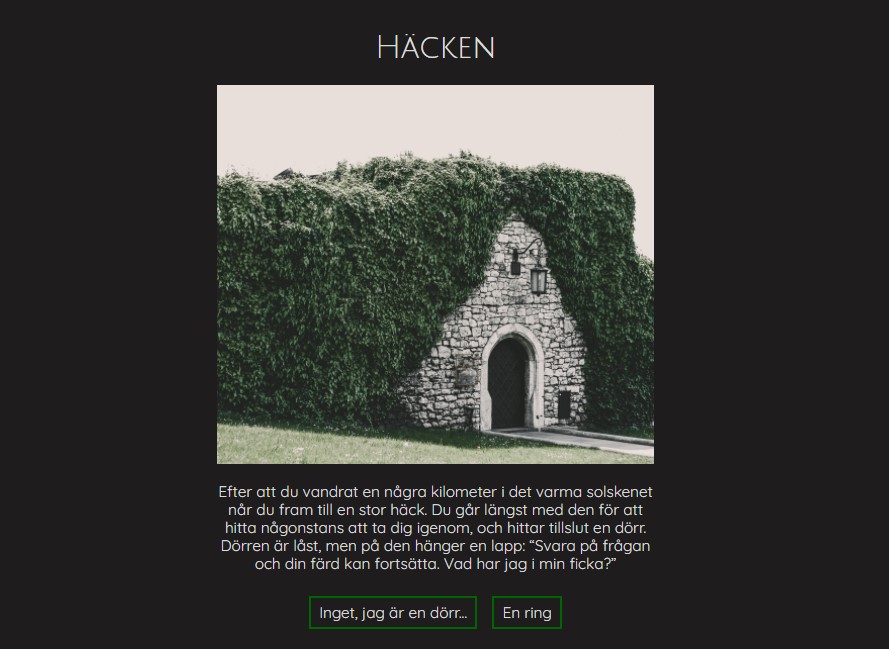 HÄCKEN
Efter att du vandrat en några kilometer i det varma solskenet
når du fram till en stor häck. Du går längst med den för att
hitta någonstans att ta dig igenom, och hittar tillslut en dörr.
Dörren är låst, men på den hänger en lapp: “Svara på frågan
och din färd kan fortsätta. Vad har jag i min ficka?”
Inget, jag är en dörr...
En ring